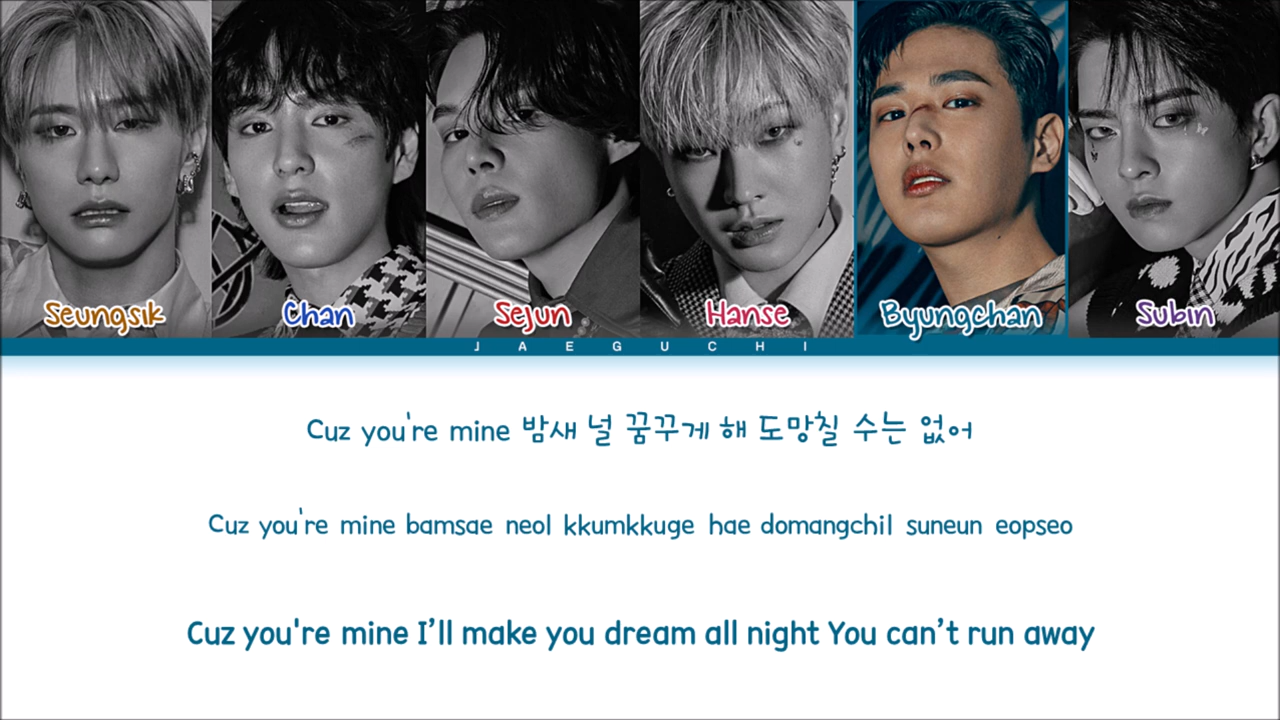 Seungsik
Chan
Sejun
Hanse
Byungchan
Subin
JAEGUCHI
Cuz you're mine 밤새 널 꿈꾸게 해 도망칠 수는 없어
Cuz you're mine bamsae neol kkumkkuge hae domangchil suneun eopseo
Cuz you're mine I’ll make you dream all night You can’t run away